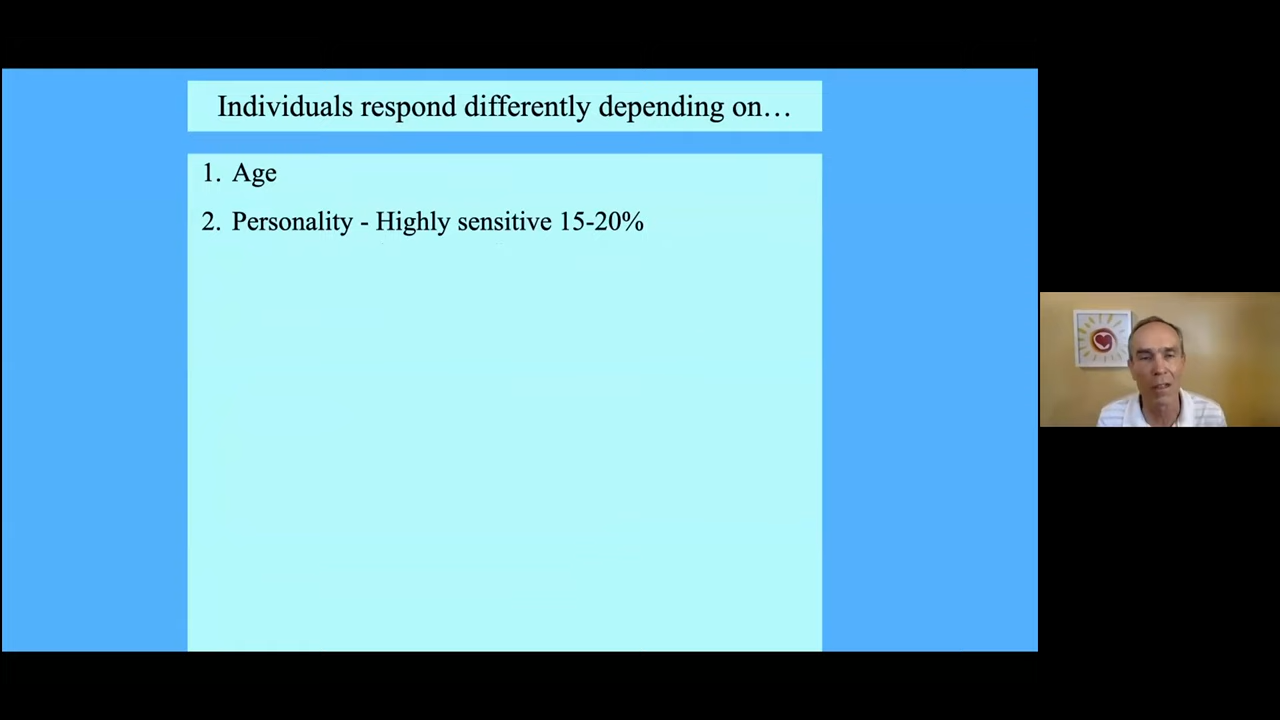 Individuals respond differently depending on…
1. Age
2. Personality - Highly sensitive 15-20%